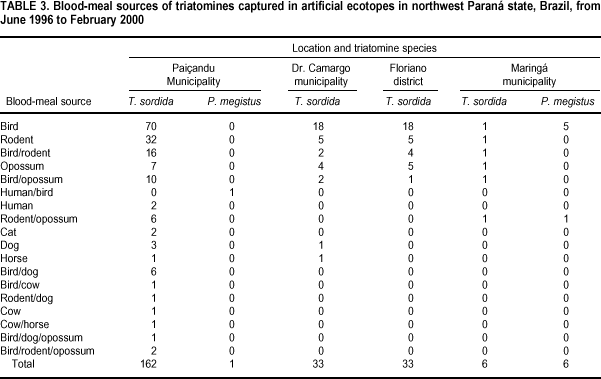 TABLE 3. Blood-meal sources of triatomines captured in artificial ecotopes in northwest Paraná state, Brazil, from
June 1996 to February 2000
Location and triatomine species
Paiçandu Dr. Camargo Floriano Maringá
Municipality municipality district municipality
Blood-meal source T. sordida P. megistus T. sordida T. sordida T. sordida P. megistus
Bird 70 0 18 18 1 5
Rodent 32 0 5 5 1 0
Bird/rodent 16 0 2 4 1 0
Opossum 7 0 4 5 1 0
Bird/opossum 10 0 2 1 1 0
Human/bird 0 1 0 0 0 0
Human 2 0 0 0 0 0
Rodent/opossum 6 0 0 0 1 1
Cat 2 0 0 0 0 0
Dog 3 0 1 0 0 0
Horse 1 0 1 0 0 0
Bird/dog 6 0 0 0 0 0
Bird/cow 1 0 0 0 0 0
Rodent/dog 1 0 0 0 0 0
Cow 1 0 0 0 0 0
Cow/horse 1 0 0 0 0 0
Bird/dog/opossum 1 0 0 0 0 0
Bird/rodent/opossum 2 0 0 0 0 0
Total 162 1 33 33 6 6